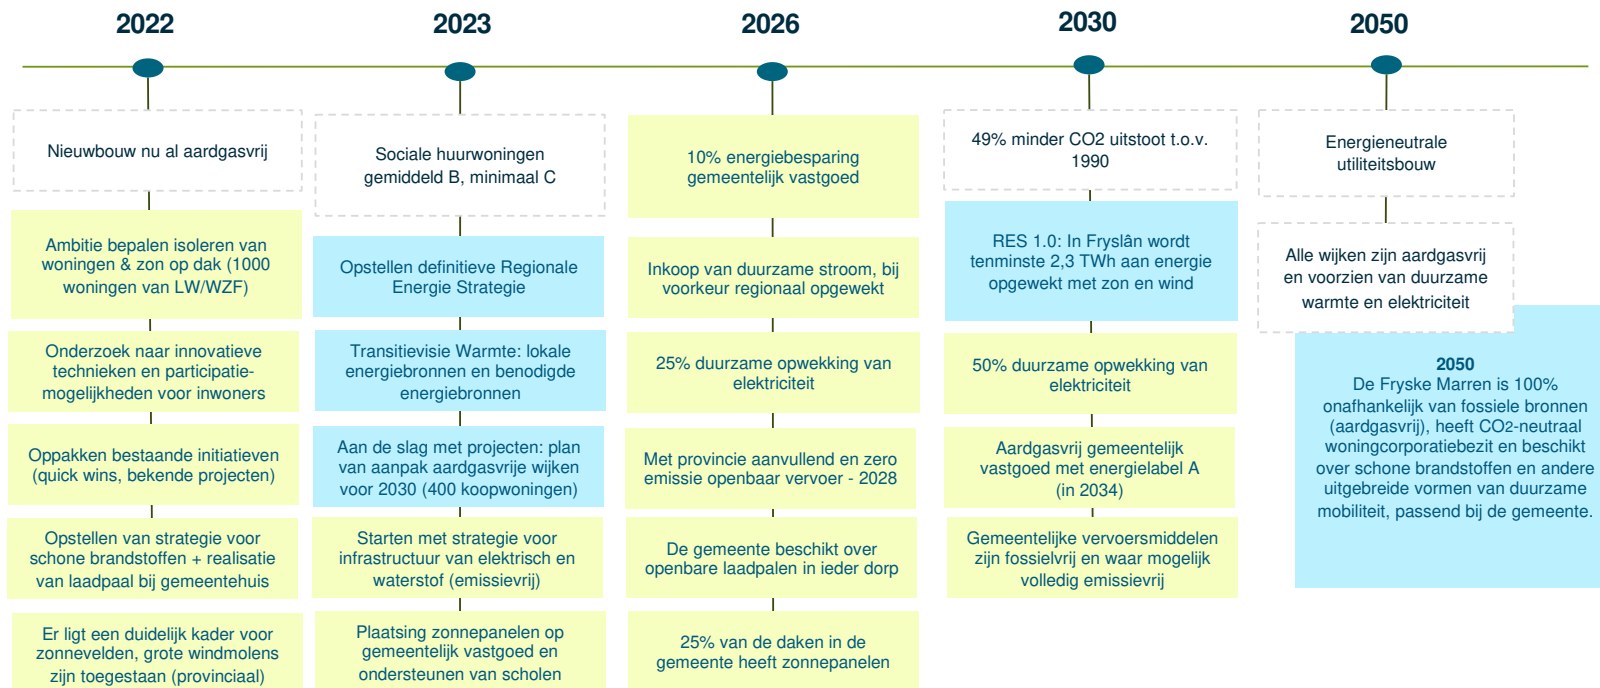 2022
Nieuwbouw nu al aardgasvrij
Ambitie bepalen isoleren van
woningen & zon op dak (1000
woningen van LW/WZF)
Onderzoek naar innovatieve
technieken en participatie-
mogelijkheden voor inwoners
Oppakken bestaande initiatieven
(quick wins, bekende projecten)
Opstellen van strategie voor
schone brandstoffen + realisatie
van laadpaal bij gemeentehuis
Er ligt een duidelijk kader voor
zonnevelden, grote windmolens
zijn toegestaan (provinciaal)
2023
Sociale huurwoningen
gemiddeld B, minimaal C
Opstellen definitieve Regionale
Energie Strategie
Transitievisie Warmte: lokale
energiebronnen en benodigde
energiebronnen
Aan de slag met projecten: plan
van aanpak aardgasvrije wijken
voor 2030 (400 koopwoningen)
Starten met strategie voor
infrastructuur van elektrisch en
waterstof (emissievrij)
Plaatsing zonnepanelen op
gemeentelijk vastgoed en
ondersteunen van scholen
2026
10% energiebesparing
gemeentelijk vastgoed
Inkoop van duurzame stroom, bij
voorkeur regionaal opgewekt
25% duurzame opwekking van
elektriciteit
Met provincie aanvullend en zero
emissie openbaar vervoer - 2028
De gemeente beschikt over
openbare laadpalen in ieder dorp
25% van de daken in de
gemeente heeft zonnepanelen
2030
49% minder CO2 uitstoot t.o.v.
1990
RES 1.0: In Fryslân wordt
tenminste 2,3 TWh aan energie
opgewekt met zon en wind
50% duurzame opwekking van
elektriciteit
Aardgasvrij gemeentelijk
vastgoed met energielabel A
(in 2034)
Gemeentelijke vervoersmiddelen
zijn fossielvrij en waar mogelijk
volledig emissievrij
2050
Energieneutrale
utiliteitsbouw
Alle wijken zijn aardgasvrij
en voorzien van duurzame
warmte en elektriciteit
2050
De Fryske Marren is 100%
onafhankelijk van fossiele bronnen
(aardgasvrij), heeft CO2-neutraal
woningcorporatiebezit en beschikt
over schone brandstoffen en andere
uitgebreide vormen van duurzame
mobiliteit, passend bij de gemeente.